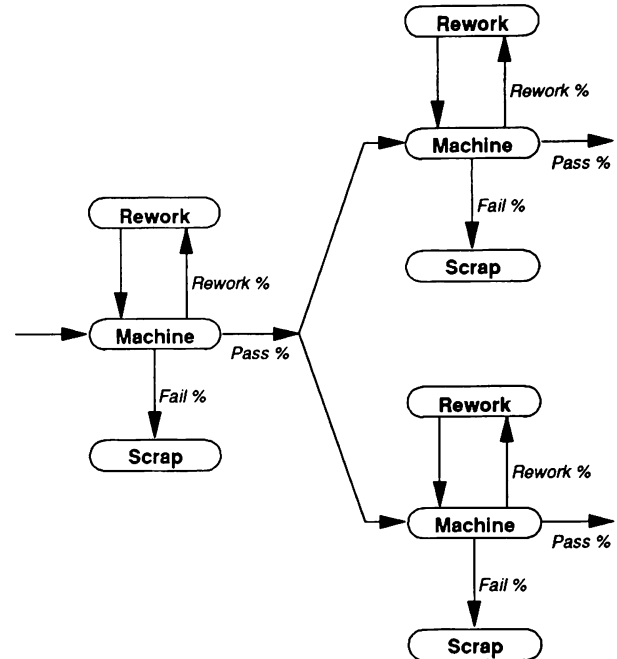 Rework
Rework %
Machine
Pass %
Fail %
Scrap
Rework
Rework %
Machine
Pass %
Fail %
Scrap
Rework
Rework %
Machine
Pass %
Fail %
Scrap